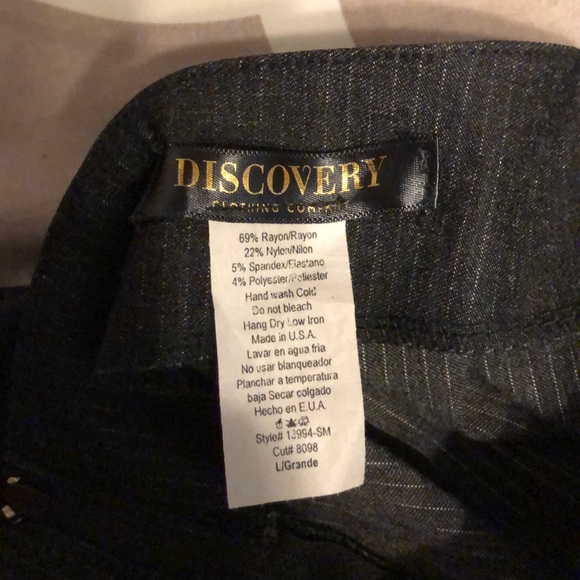 DISCOVERY
CLOTHING COMPANY
69% Rayon/Rayon
22% Nylon/Nilon
5% Spandex/Elastano
4% Polyester/Poliester
Hand wash Cold
Do not bleach
Hang Dry Low Iron
Made in U.S.A.
Lavar en agua fria
No usar blanqueador
Planchar a temperatura
baja Secar colgado
Hecho en E.U.A.
Style# 13994-SM
Cut# 8098
L/Grande